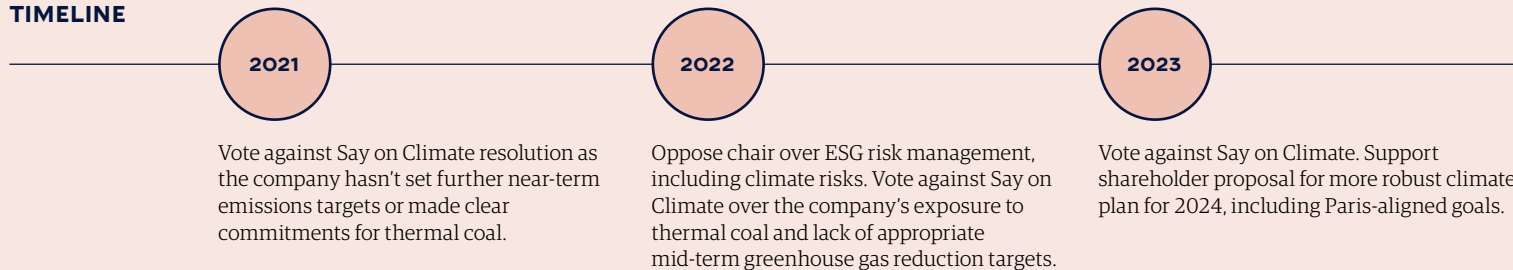 TIMELINE
2021
Vote against Say on Climate resolution as
the company hasn't set further near-term
emissions targets or made clear
commitments for thermal coal.
2022
Oppose chair over ESG risk management,
including climate risks. Vote against Say on
Climate over the company's exposure to
thermal coal and lack of appropriate
mid-term greenhouse gas reduction targets.
2023
Vote against Say on Climate. Support
shareholder proposal for more robust climate
plan for 2024, including Paris-aligned goals.